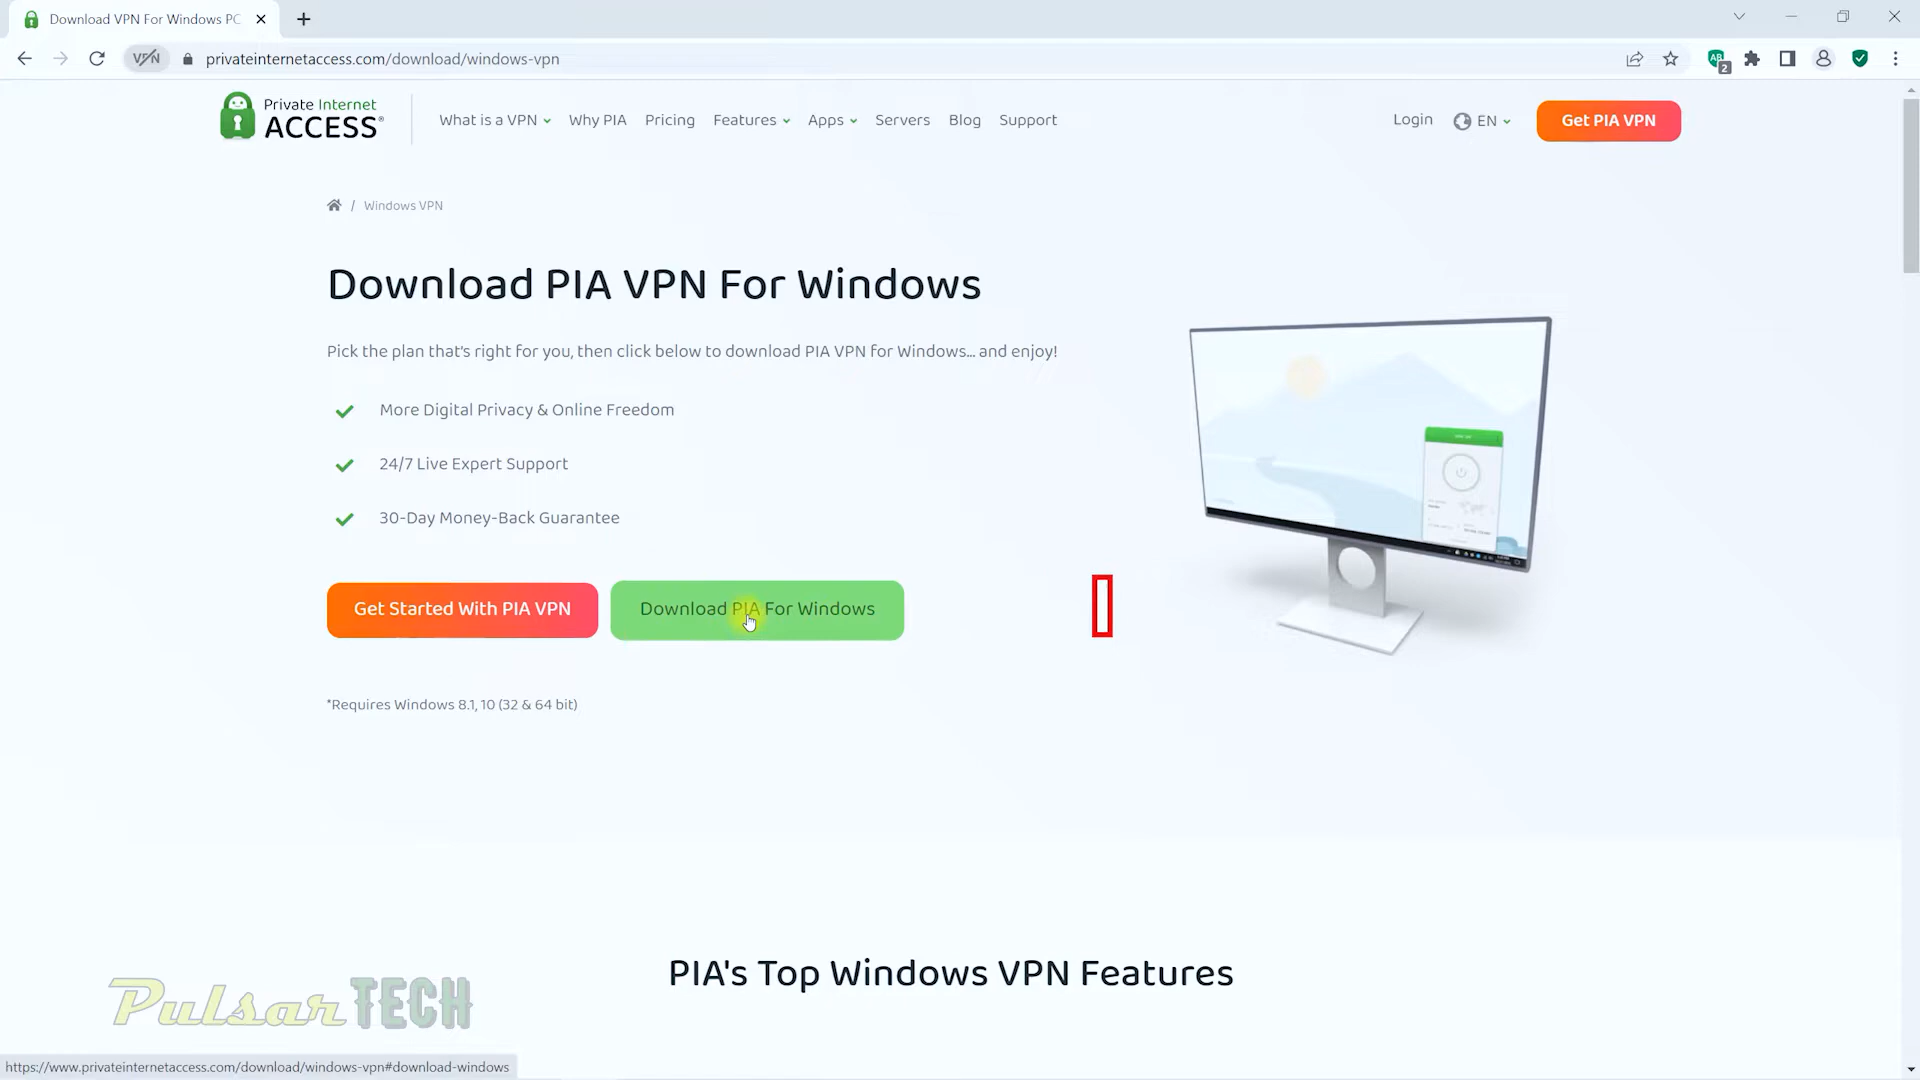 Download VPN For Windows PC
VPN
privateinternetaccess.com/download/windows-vpn
2
Private Internet
ACCESS®
What is a VPN
Why PIA
Pricing
Features
Apps
Servers
Blog
Support
Login
EN
Get PIA VPN
/ Windows VPN
Download PIA VPN For Windows
Pick the plan that's right for you, then click below to download PIA VPN for Windows... and enjoy!
More Digital Privacy & Online Freedom
24/7 Live Expert Support
30-Day Money-Back Guarantee
Get Started With PIA VPN
Download PIA For Windows
*Requires Windows 8.1, 10 (32 & 64 bit)
PIA's Top Windows VPN Features
Pulsar TECH
https://www.privateinternetaccess.com/download/windows-vpn#download-windows